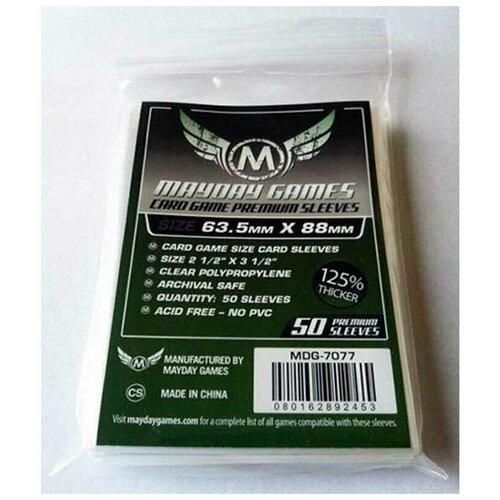 M
MAYDAY GAMES
CARD GAME PREMIUM SLEEVES
SIZE 63.5MM X 88MM
M CARD GAME SIZE CARD SLEEVES
M SIZE 2 1/2" X 3 1/2"
M CLEAR POLYPROPYLENE
M ARCHIVAL SAFE
M QUANTITY: 50 SLEEVES
M ACID FREE – NO PVC
125% THICKER
50 PREMIUM SLEEVES
M
MANUFACTURED BY
MAYDAY GAMES
CS MADE IN CHINA
MDG-7077
080162892453
Visit maydaygames.com for a complete list of all games compatible with these sleeves.